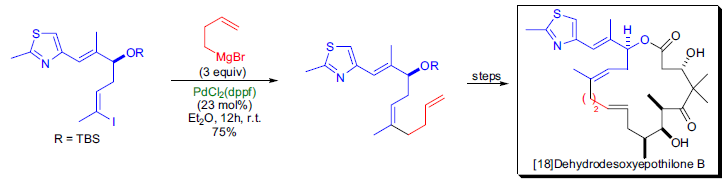 S
N
OR
I
R = TBS
MgBr
(3 equiv)
PdCl2(dppf)
(23 mol%)
Et2O, 12h, r.t.
75%
S
N
OR
steps
S
N
H
O
O
OH
( )2
O
OH
[18]Dehydrodesoxyepothilone B